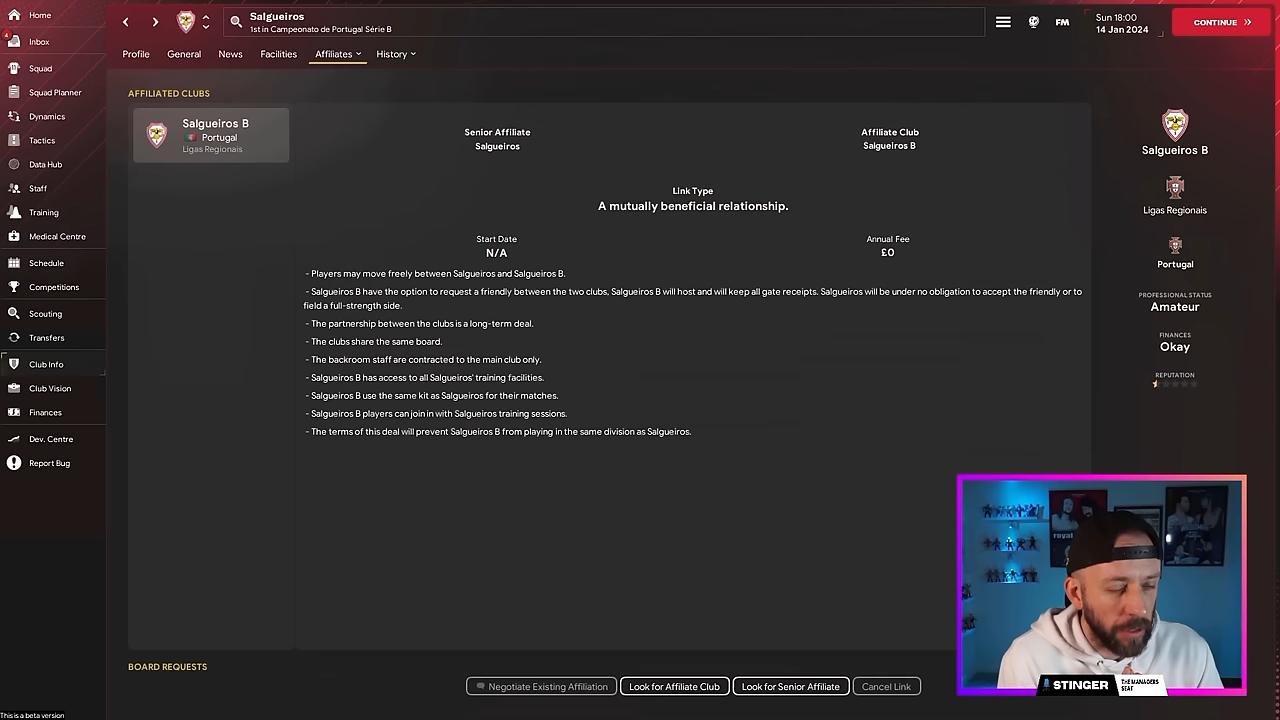 Home
4
Inbox
Squad
Squad Planner
Dynamics
Tactics
Data Hub
Staff
Training
Medical Centre
Schedule
Competitions
Scouting
Transfers
Club Info
Club Vision
Finances
Dev. Centre
Report Bug
This is a beta version
Salgueiros
1st in Campeonato de Portugal Série B
FM
Sun 18:00
14 Jan 2024
CONTINUE
Profile
General
News
Facilities
Affiliates
History
AFFILIATED CLUBS
Salgueiros B
Portugal
Ligas Regionais
Senior Affiliate
Salgueiros
Affiliate Club
Salgueiros B
Link Type
A mutually beneficial relationship.
Start Date
N/A
Annual Fee
£0
- Players may move freely between Salgueiros and Salgueiros B.
- Salgueiros B have the option to request a friendly between the two clubs, Salgueiros B will host and will keep all gate receipts. Salgueiros will be under no obligation to accept the friendly or to
field a full-strength side.
- The partnership between the clubs is a long-term deal.
- The clubs share the same board.
- The backroom staff are contracted to the main club only.
- Salgueiros B has access to all Salgueiros' training facilities.
- Salgueiros B use the same kit as Salgueiros for their matches.
- Salgueiros B players can join in with Salgueiros training sessions.
- The terms of this deal will prevent Salgueiros B from playing in the same division as Salgueiros.
Salgueiros B
Ligas Regionais
Portugal
PROFESSIONAL STATUS
Amateur
FINANCES
Okay
REPUTATION
BOARD REQUESTS
Negotiate Existing Affiliation
Look for Affiliate Club
Look for Senior Affiliate
Cancel Link
royal
STINGER
THE MANAGERS
SEAT